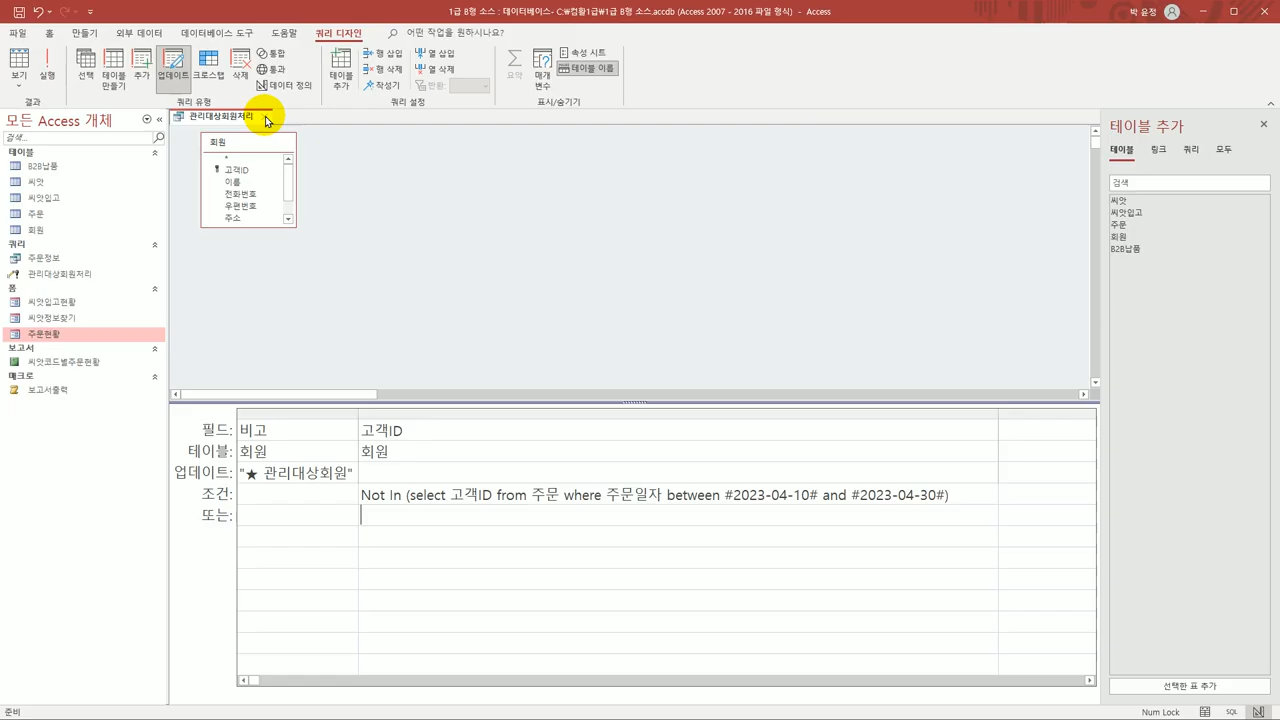 1급 B형 소스 : 데이터베이스- C:₩컴활1급₩1급 B형 소스.accdb (Access 2007 - 2016 파일 형식) - Access
박 윤정
파일 홈 만들기 외부 데이터 데이터베이스 도구 도움말 쿼리 디자인 어떤 작업을 원하시나요?
보기 실행 선택 테이블 만들기 추가 업데이트 크로스탭 삭제 통합 통과 데이터 정의 테이블 추가 행 삽입 행 삭제 작성기 열 삽입 열 삭제 반환: 요약 매개 변수 속성 시트 테이블 이름
결과 쿼리 유형 쿼리 설정 표시/숨기기
모든 Access 개체
검색...
테이블
B2B납품
씨앗
씨앗입고
주문
회원
쿼리
주문정보
관리대상회원처리
폼
씨앗입고현황
씨앗정보찾기
주문현황
보고서
씨앗코드별주문현황
매크로
보고서출력
관리대상회원처리
회원
*
고객ID
이름
전화번호
우편번호
주소
필드: 비고 고객ID
테이블: 회원 회원
업데이트: "★ 관리대상회원"
조건: Not In (select 고객ID from 주문 where 주문일자 between #2023-04-10# and #2023-04-30#)
또는:
테이블 추가
테이블 링크 쿼리 모두
검색
씨앗
씨앗입고
주문
회원
B2B납품
선택한 표 추가
준비
Num Lock
SQL